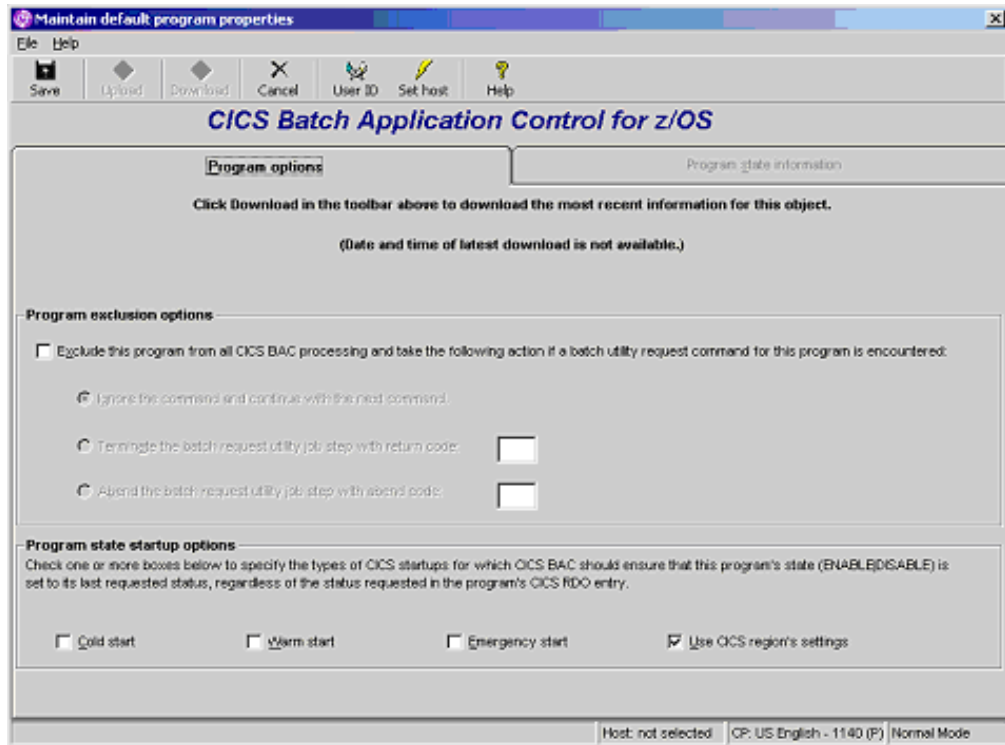 Maintain default program properties
File Help
Save Upload Download Cancel User ID Set host Help
CICS Batch Application Control for z/OS
Program options
Program state information
Click Download in the toolbar above to download the most recent information for this object.
(Date and time of latest download is not available.)
Program exclusion options
Exclude this program from all CICS BAC processing and take the following action if a batch utility request command for this program is encountered:
Ignore the command and continue with the next command.
Terminate the batch request utility job step with return code:
Abend the batch request utility job step with abend code:
Program state startup options
Check one or more boxes below to specify the types of CICS startups for which CICS BAC should ensure that this program's state (ENABLE|DISABLE) is
set to its last requested status, regardless of the status requested in the program's CICS RDO entry.
Cold start Warm start Emergency start Use CICS region's settings
Host: not selected CP: US English - 1140 (P) Normal Mode